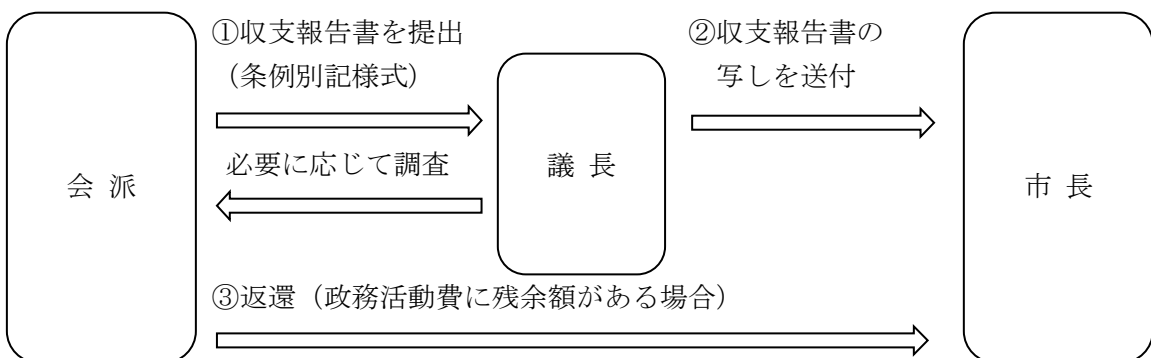 ①収支報告書を提出
（条例別記様式）
②収支報告書の
写しを送付
必要に応じて調査
会 派
議 長
市 長
③返還（政務活動費に残余額がある場合）